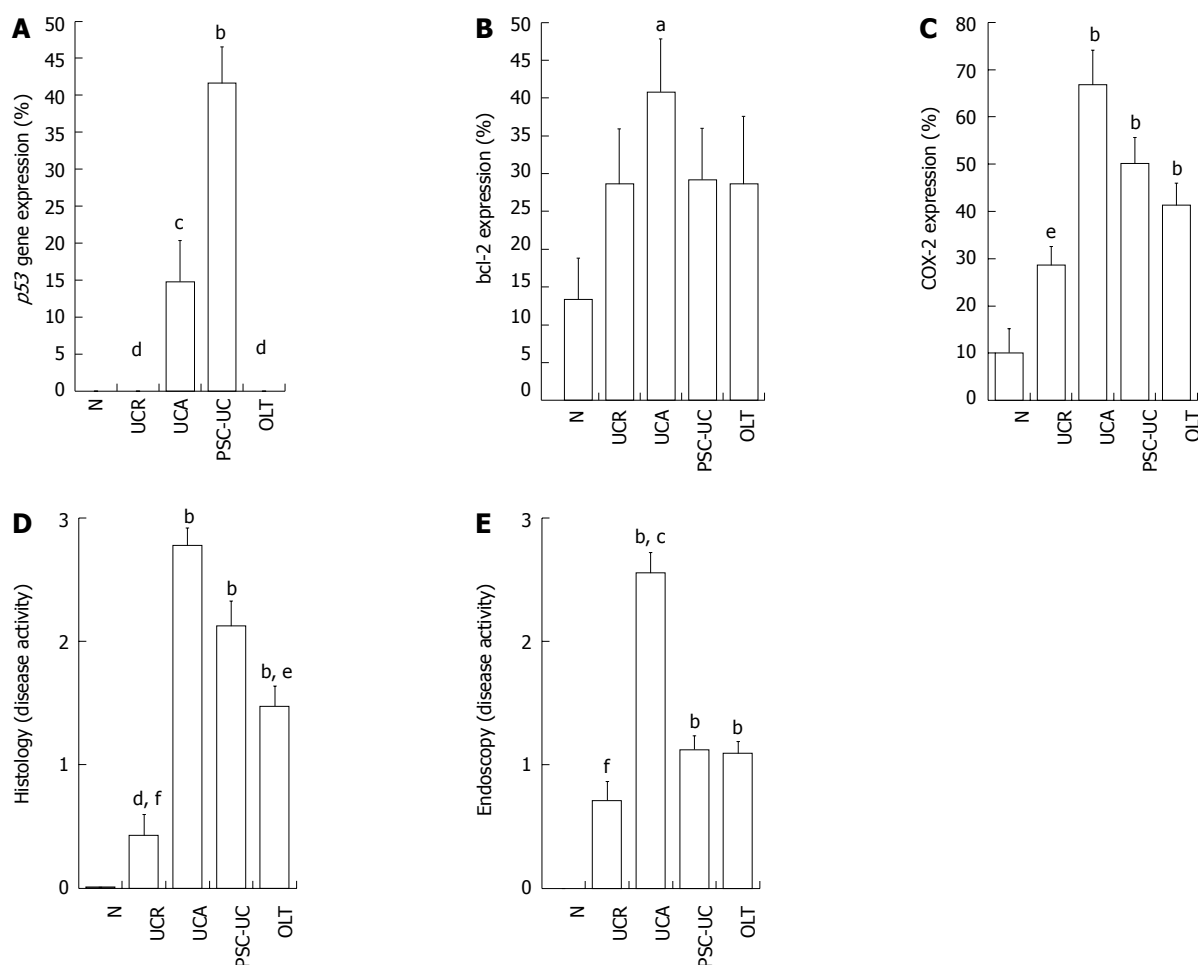 A
p53 gene expression (%)
50
45
40
35
30
25
20
15
10
5
0
d
c
b
d
N
UCR
UCA
PSC-UC
OLT
B
bcl-2 expression (%)
50
45
40
35
30
25
20
15
10
5
0
a
N
UCR
UCA
PSC-UC
OLT
C
COX-2 expression (%)
80
70
60
50
40
30
20
10
0
e
b
b
b
N
UCR
UCA
PSC-UC
OLT
D
Histology (disease activity)
3
2
1
0
d, f
b
b
b, e
N
UCR
UCA
PSC-UC
OLT
E
Endoscopy (disease activity)
3
2
1
0
f
b, c
b
b
N
UCR
UCA
PSC-UC
OLT